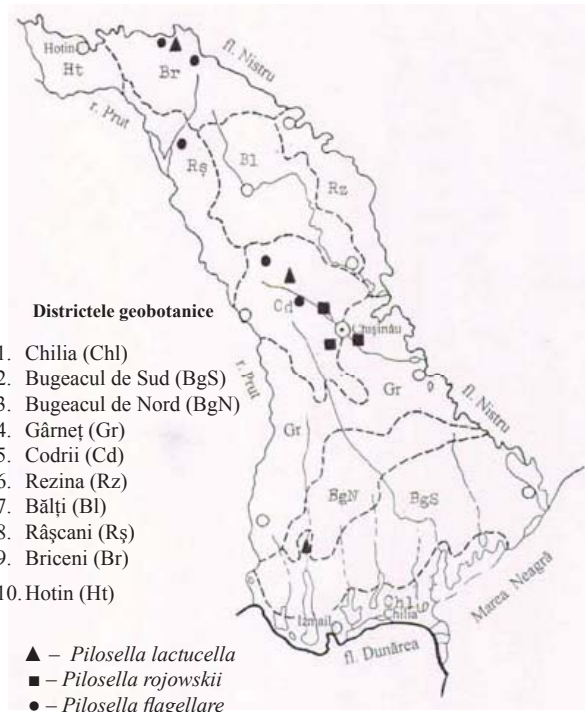 Hotin
Ht
Br
fl. Nistru
r. Prut
Rș
Bl
Rz
Districtele geobotanice
Cd
Chișinău
1. Chilia (Chl)
2. Bugeacul de Sud (BgS)
3. Bugeacul de Nord (BgN)
4. Gârneț (Gr)
5. Codrii (Cd)
6. Rezina (Rz)
7. Bălți (Bl)
8. Râșcani (Rș)
9. Briceni (Br)
10. Hotin (Ht)
r. Prut
Gr
Gr
fl. Nistru
BgN
BgS
Marea Neagră
Chl
Chilia
Izmail
fl. Dunărea
▲ – Pilosella lactucella
■ – Pilosella rojowskii
● – Pilosella flagellare